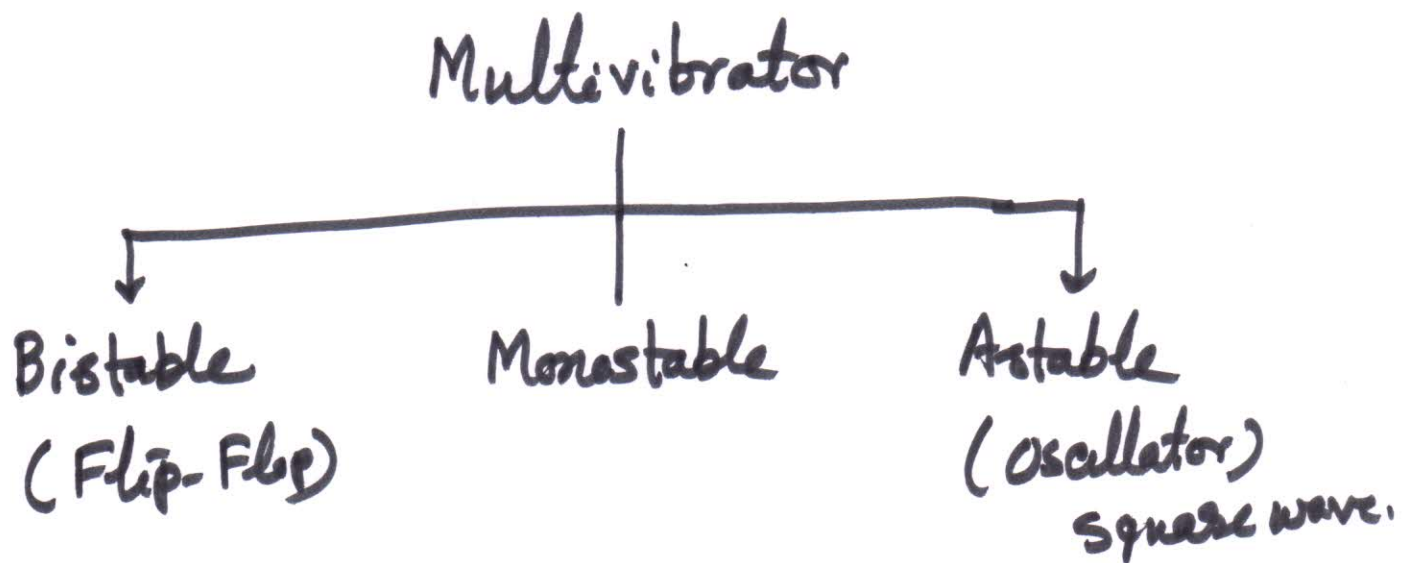 Multivibrator
Bistable Monostable Astable
(Flip-Flop) (Oscillator)
square wave.